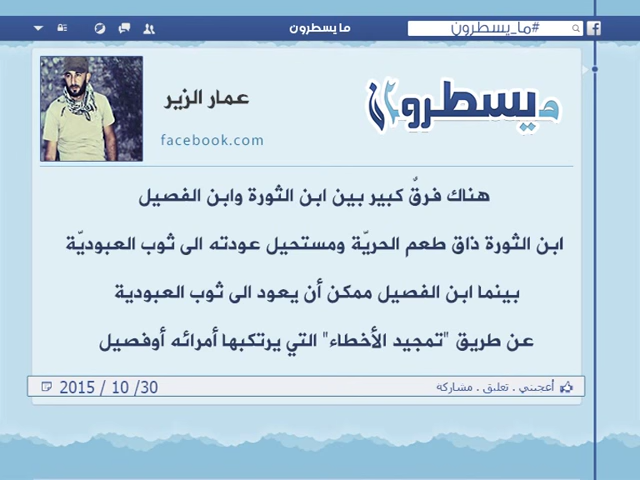 #ما_يسطرون
ما يسطرون
ما يسطرون
عمار الزير
facebook.com
هناك فرقٌ كبير بين ابن الثورة وابن الفصيل
ابن الثورة ذاق طعم الحريّة ومستحيل عودته الى ثوب العبوديّة
بينما ابن الفصيل ممكن أن يعود الى ثوب العبودية
عن طريق "تمجيد الأخطاء" التي يرتكبها أمرائه أوفصيل
أعجبني . تعليق . مشاركة
30/ 10 / 2015